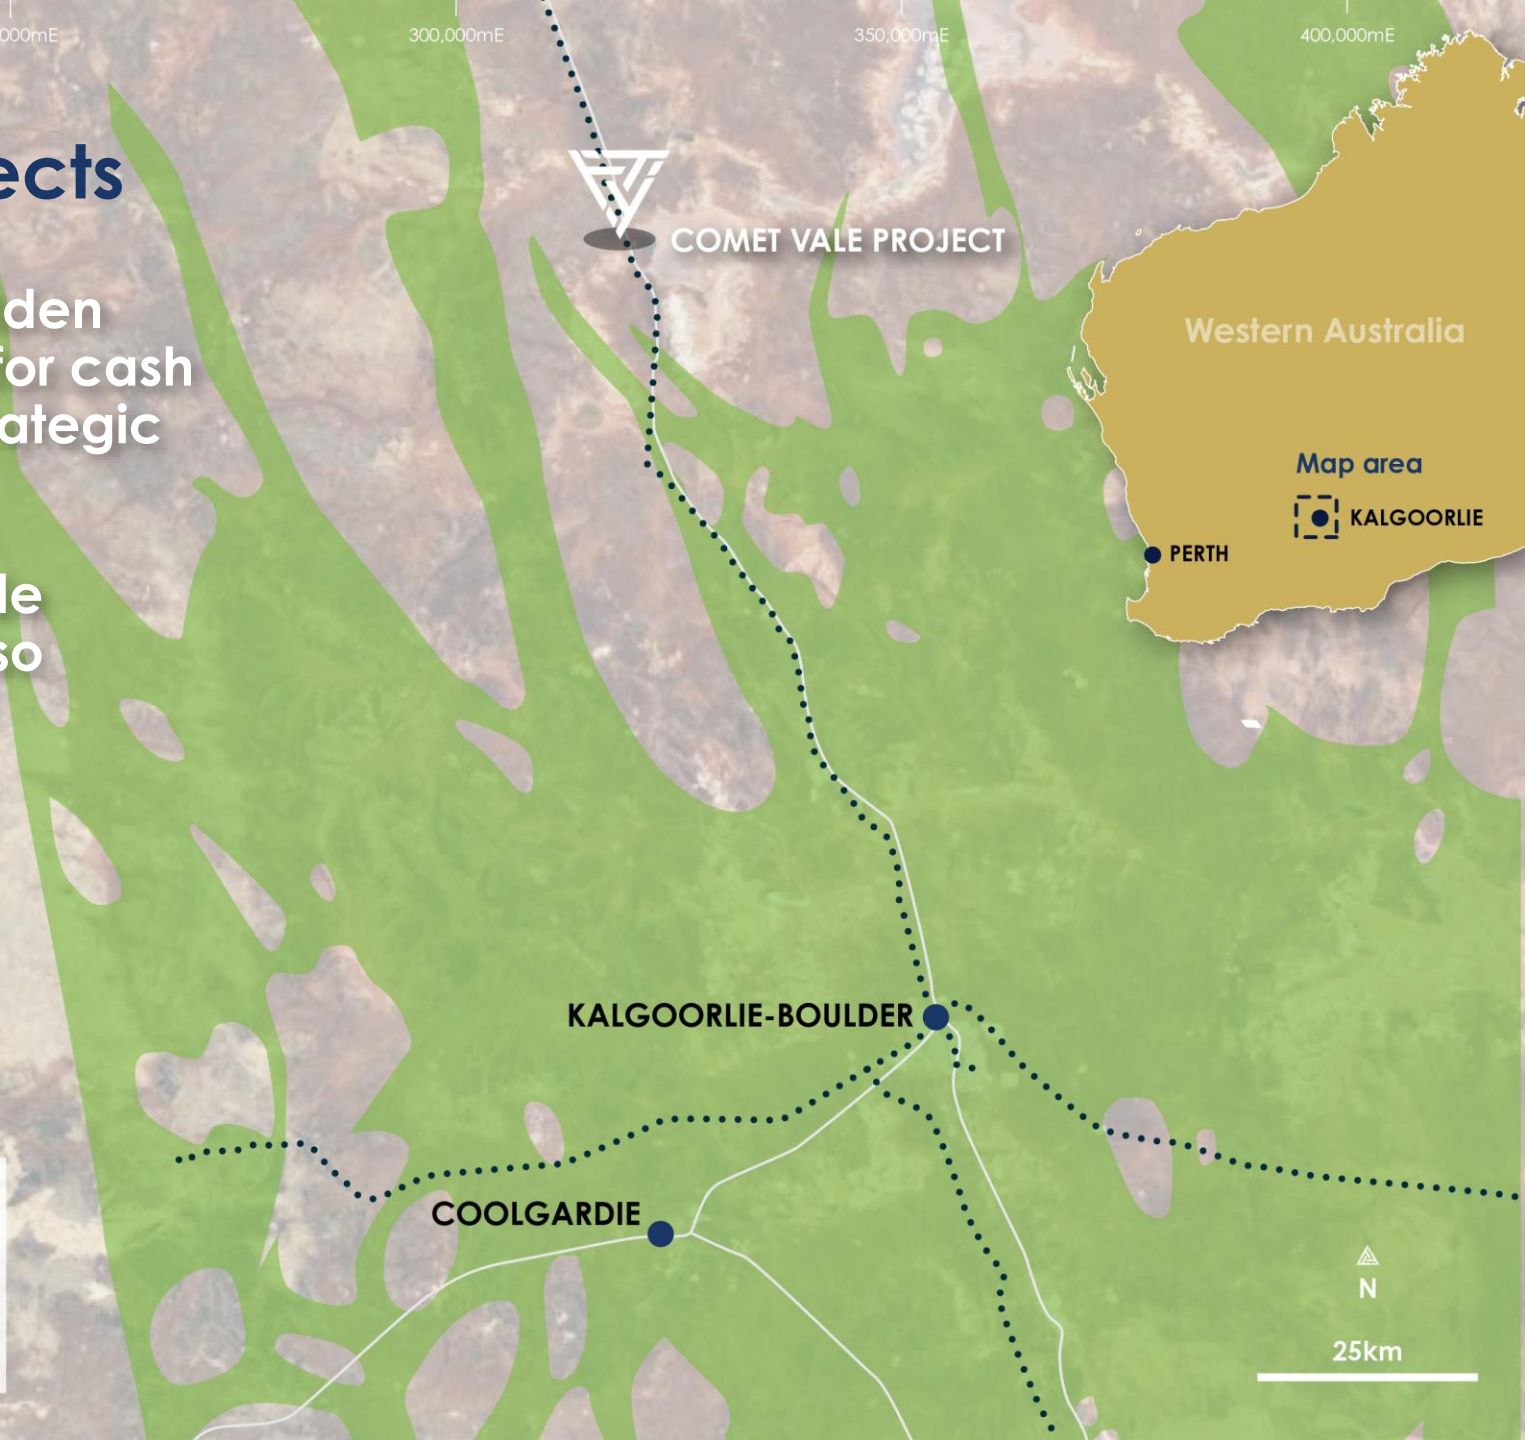 000mE
300,000mE
350,000mE
400,000mE
ects
COMET VALE PROJECT
den
for cash
ategic
Western Australia
Map area
KALGOORLIE
PERTH
le
so
KALGOORLIE-BOULDER
COOLGARDIE
N
25km